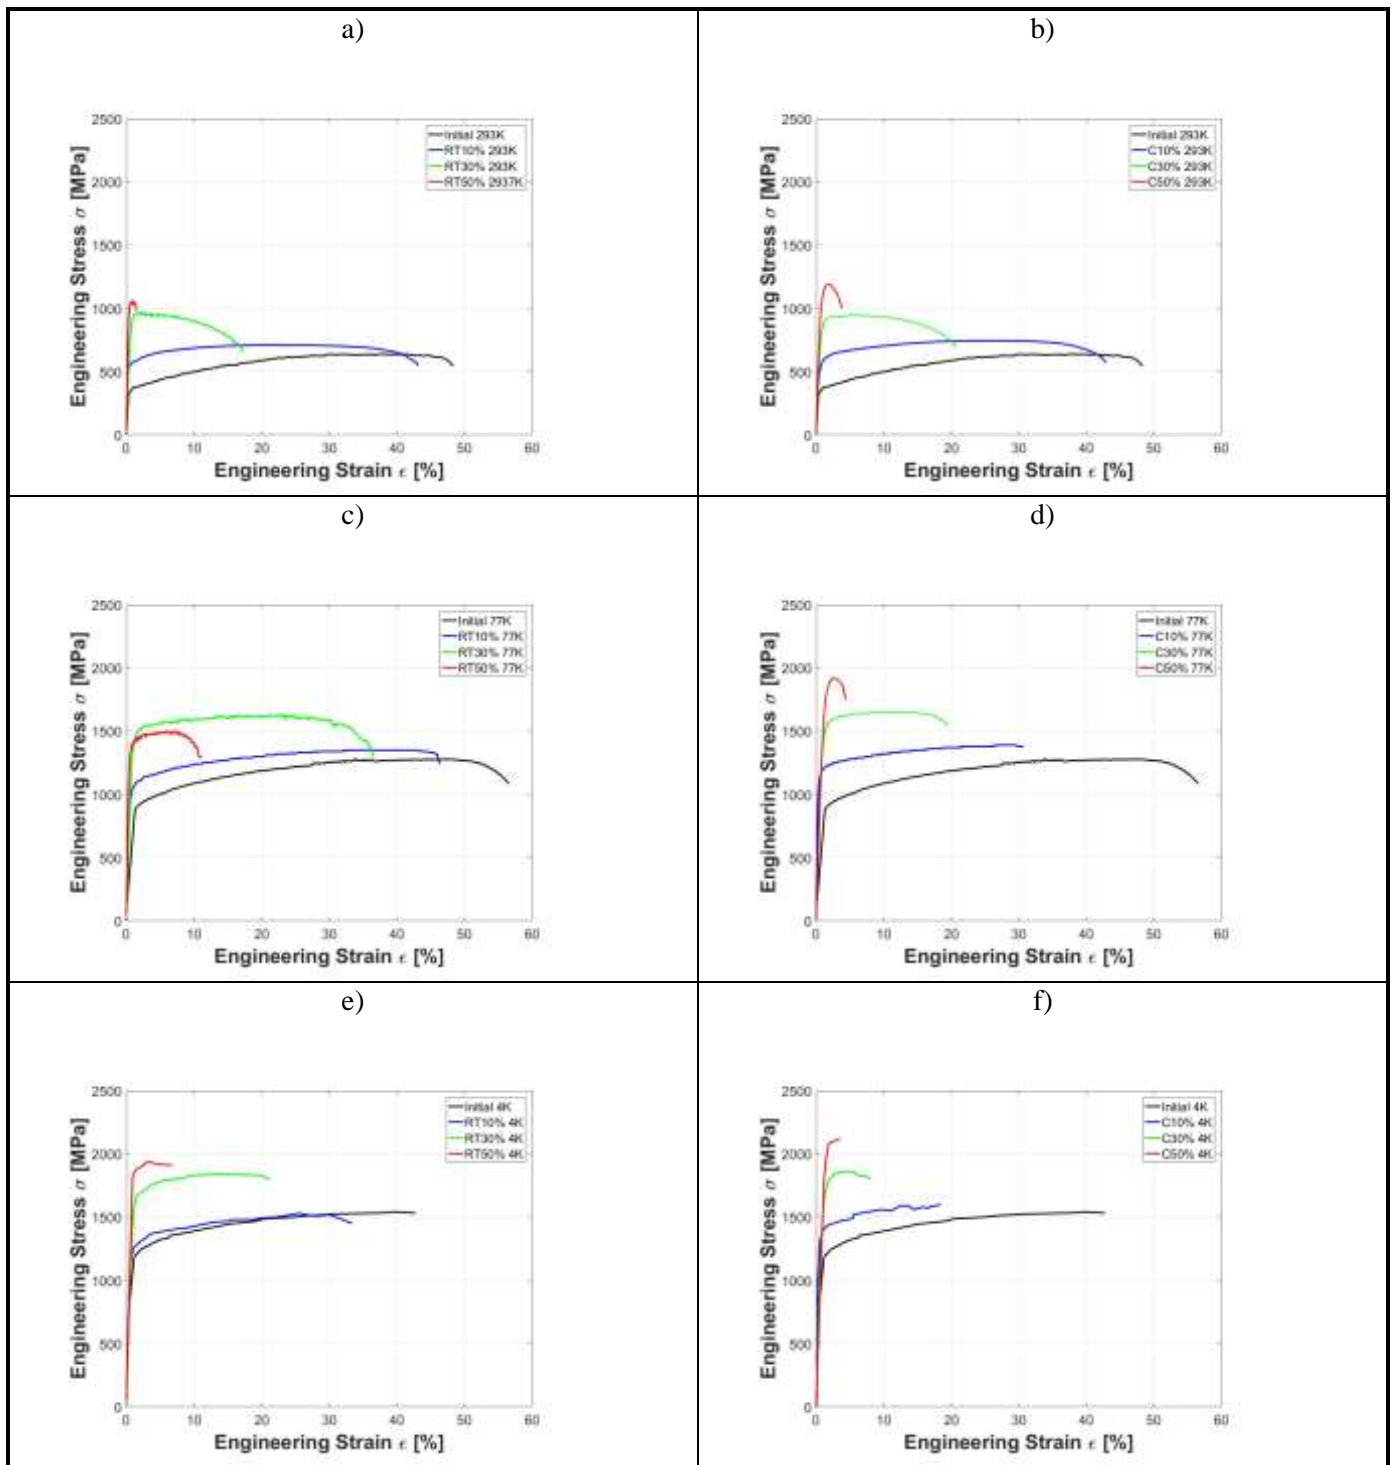 a)
b)
2500
2000
1500
1000
500
0
0 10 20 30 40 50 60
Engineering Stress σ [MPa]
Engineering Strain ϵ [%]
Initial 293K
RT10% 293K
RT30% 293K
RT50% 2937K
2500
2000
1500
1000
500
0
0 10 20 30 40 50 60
Engineering Stress σ [MPa]
Engineering Strain ϵ [%]
Initial 293K
C10% 293K
C30% 293K
C50% 293K
c)
d)
2500
2000
1500
1000
500
0
0 10 20 30 40 50 60
Engineering Stress σ [MPa]
Engineering Strain ϵ [%]
Initial 77K
RT10% 77K
RT30% 77K
RT50% 77K
2500
2000
1500
1000
500
0
0 10 20 30 40 50 60
Engineering Stress σ [MPa]
Engineering Strain ϵ [%]
Initial 77K
C10% 77K
C30% 77K
C50% 77K
e)
f)
2500
2000
1500
1000
500
0
0 10 20 30 40 50 60
Engineering Stress σ [MPa]
Engineering Strain ϵ [%]
Initial 4K
RT10% 4K
RT30% 4K
RT50% 4K
2500
2000
1500
1000
500
0
0 10 20 30 40 50 60
Engineering Stress σ [MPa]
Engineering Strain ϵ [%]
Initial 4K
C10% 4K
C30% 4K
C50% 4K